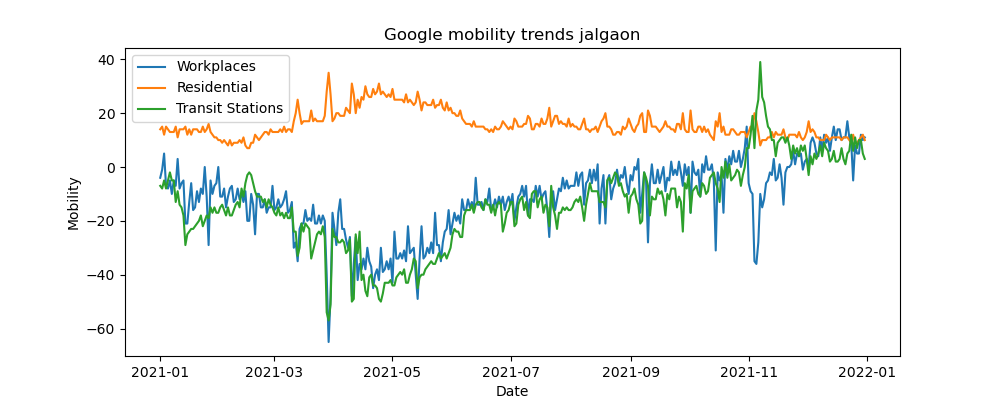 Google mobility trends jalgaon
Workplaces
Residential
Transit Stations
40
20
0
−20
−40
−60
Mobility
2021-01 2021-03 2021-05 2021-07 2021-09 2021-11 2022-01
Date